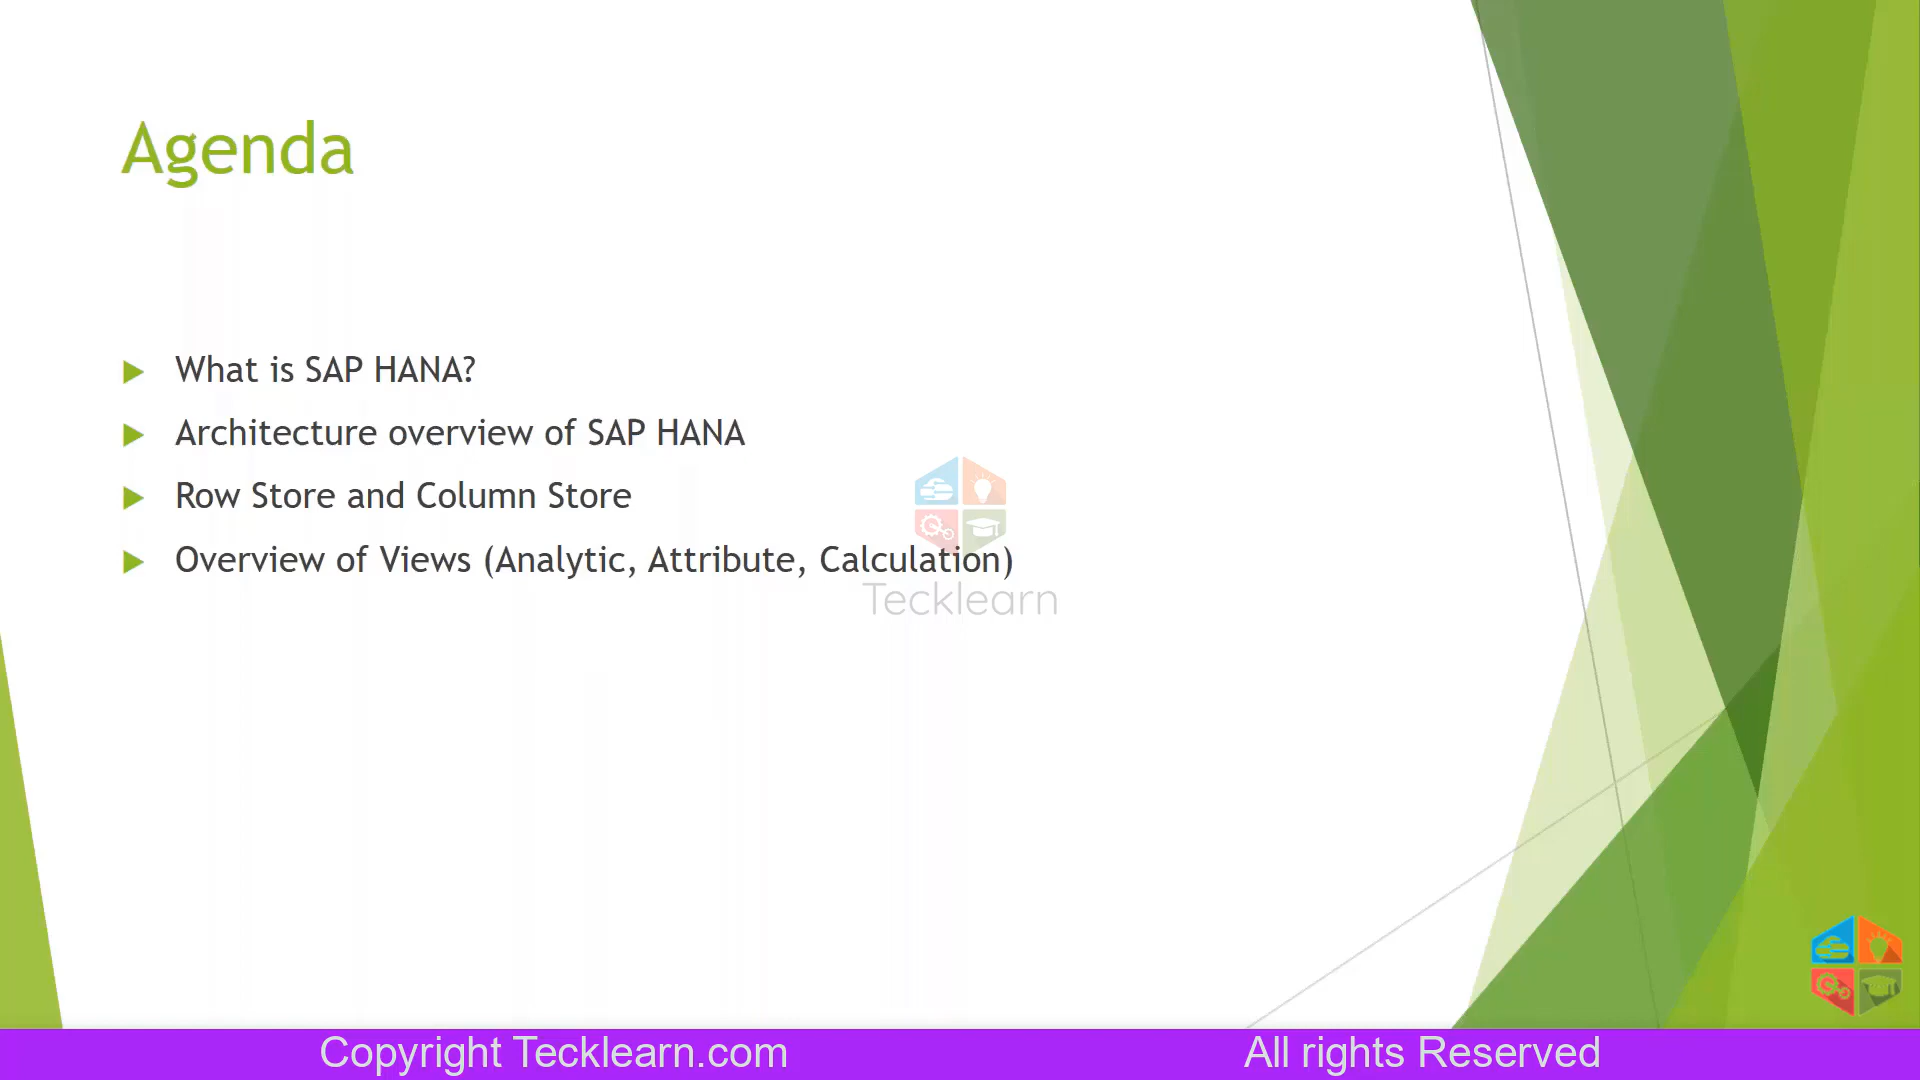 Agenda
What is SAP HANA?
Architecture overview of SAP HANA
Row Store and Column Store
Overview of Views (Analytic, Attribute, Calculation)
Tecklearn
Copyright Tecklearn.com
All rights Reserved